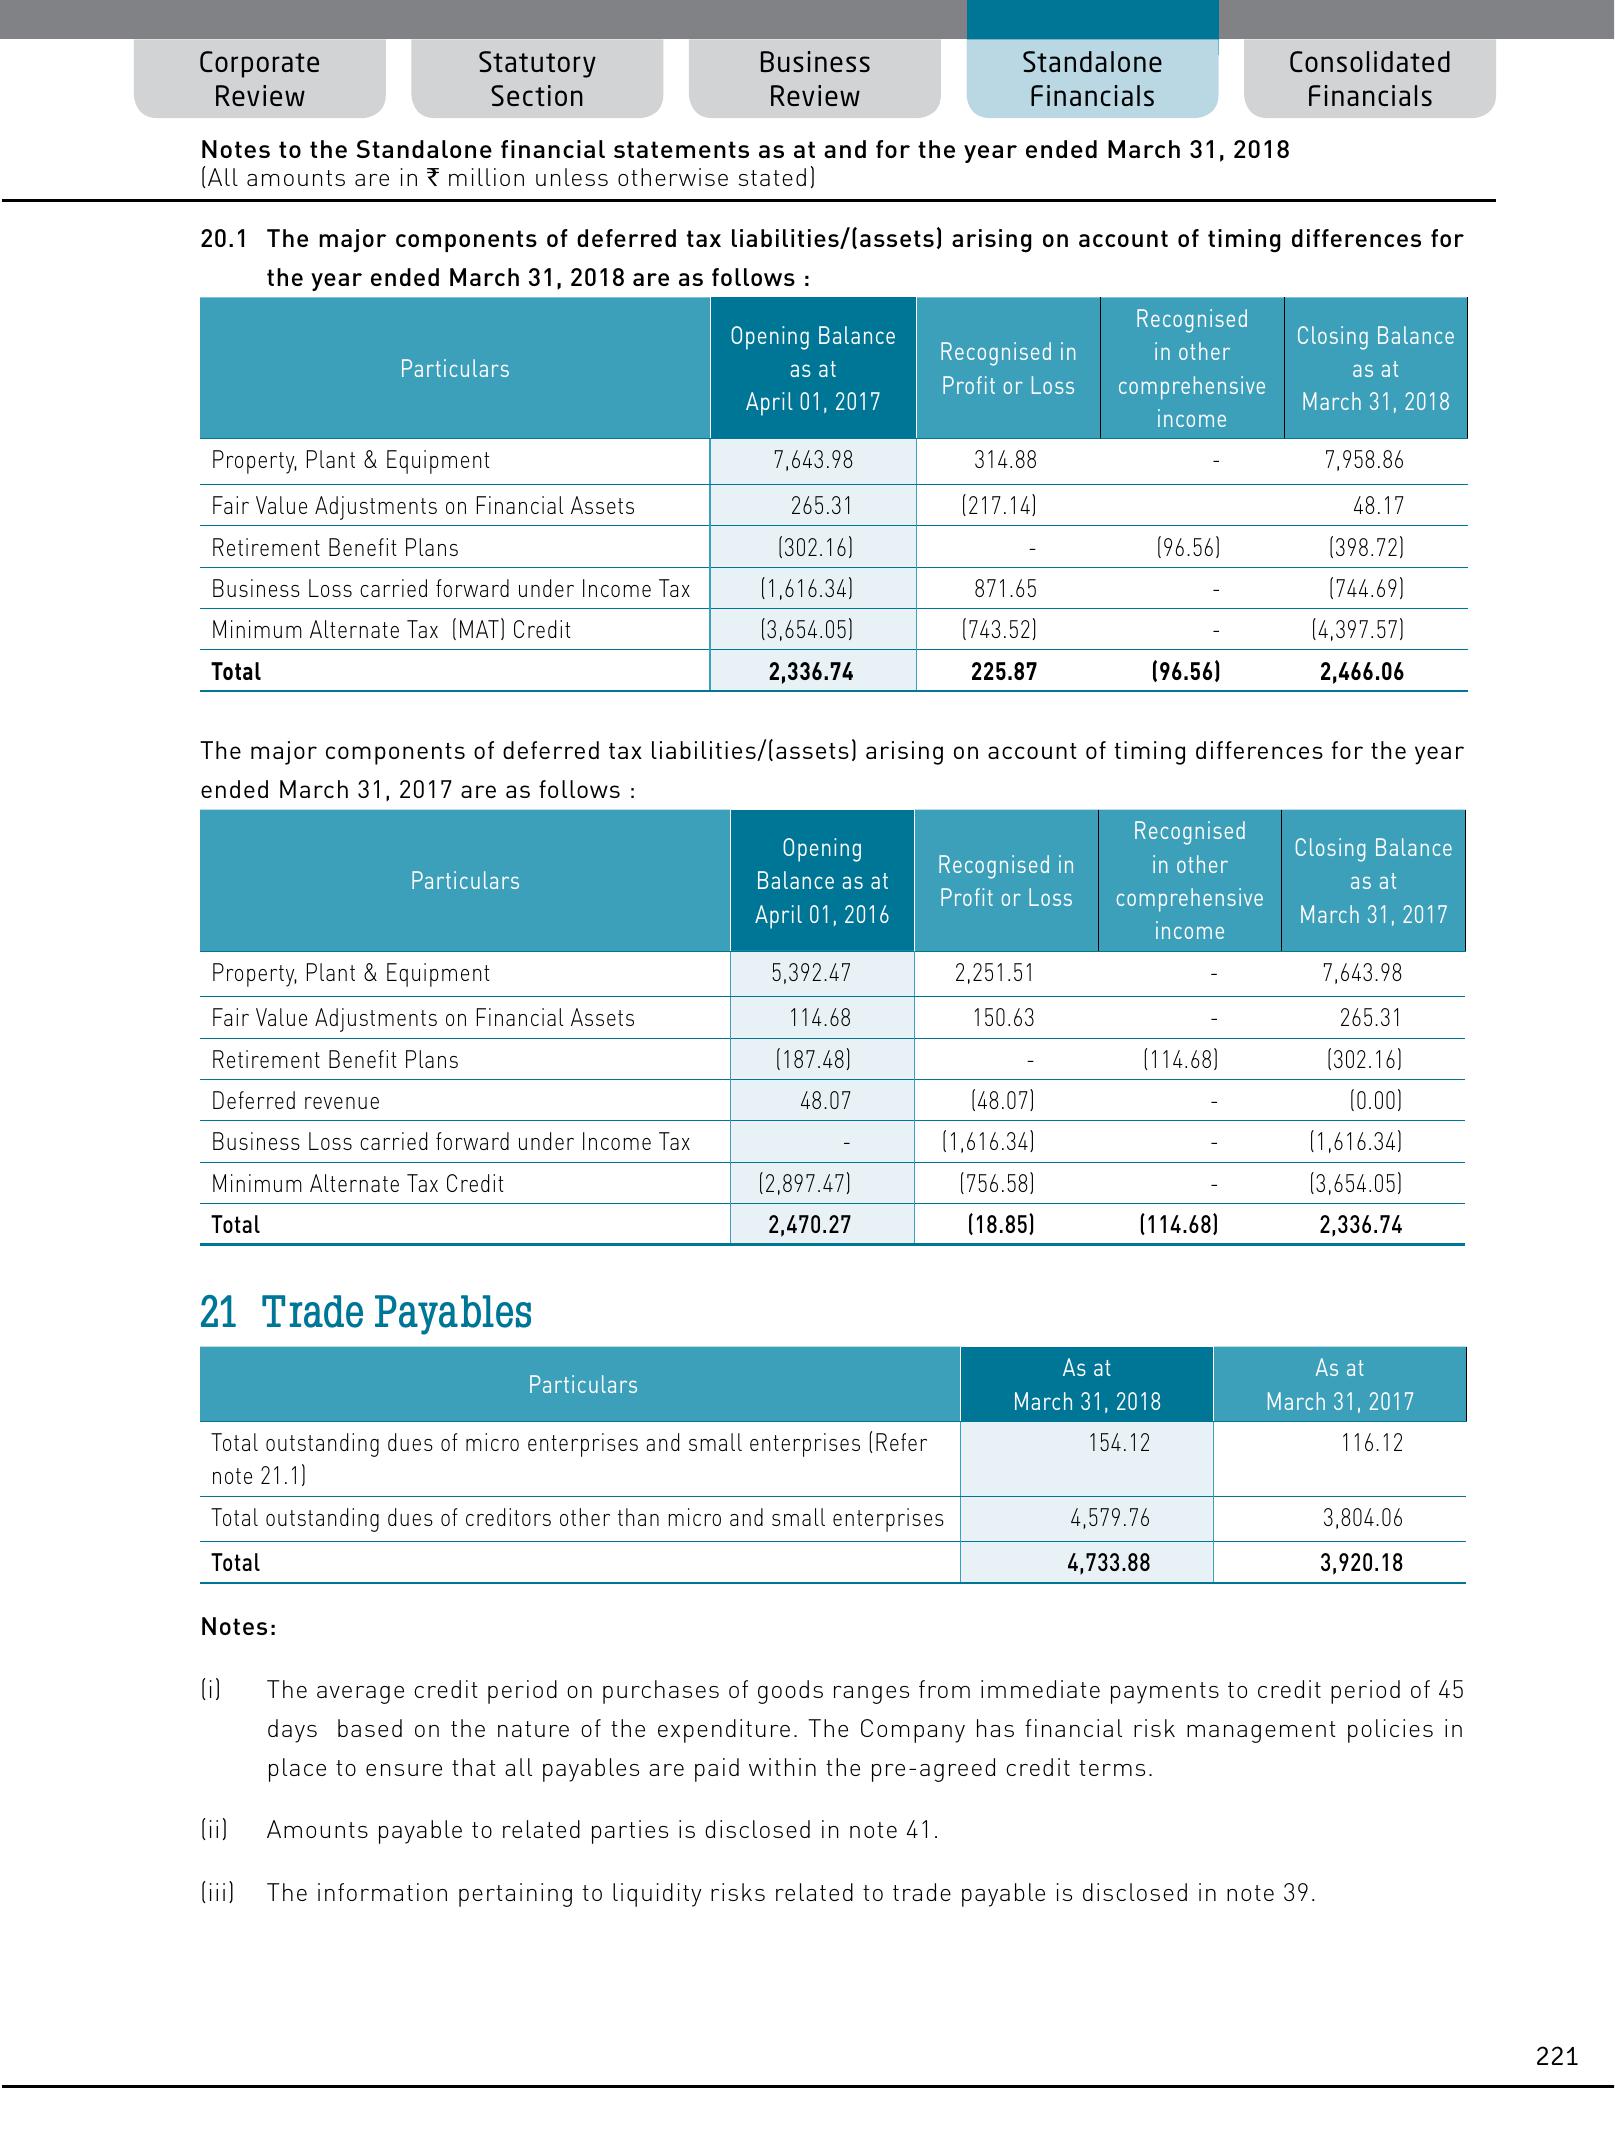 Corporate Review
Statutory Section
Business Review
Standalone Financials
Consolidated Financials
Notes to the Standalone financial statements as at and for the year ended March 31, 2018
(All amounts are in ₹ million unless otherwise stated)
20.1 The major components of deferred tax liabilities/(assets) arising on account of timing differences for
the year ended March 31, 2018 are as follows :
Particulars | Opening Balance as at April 01, 2017 | Recognised in Profit or Loss | Recognised in other comprehensive income | Closing Balance as at March 31, 2018
Property, Plant & Equipment 7,643.98 314.88 - 7,958.86
Fair Value Adjustments on Financial Assets 265.31 (217.14) 48.17
Retirement Benefit Plans (302.16) - (96.56) (398.72)
Business Loss carried forward under Income Tax (1,616.34) 871.65 - (744.69)
Minimum Alternate Tax (MAT) Credit (3,654.05) (743.52) - (4,397.57)
Total 2,336.74 225.87 (96.56) 2,466.06
The major components of deferred tax liabilities/(assets) arising on account of timing differences for the year
ended March 31, 2017 are as follows :
Particulars | Opening Balance as at April 01, 2016 | Recognised in Profit or Loss | Recognised in other comprehensive income | Closing Balance as at March 31, 2017
Property, Plant & Equipment 5,392.47 2,251.51 - 7,643.98
Fair Value Adjustments on Financial Assets 114.68 150.63 - 265.31
Retirement Benefit Plans (187.48) - (114.68) (302.16)
Deferred revenue 48.07 (48.07) - (0.00)
Business Loss carried forward under Income Tax - (1,616.34) - (1,616.34)
Minimum Alternate Tax Credit (2,897.47) (756.58) - (3,654.05)
Total 2,470.27 (18.85) (114.68) 2,336.74
21 Trade Payables
Particulars | As at March 31, 2018 | As at March 31, 2017
Total outstanding dues of micro enterprises and small enterprises (Refer 154.12 116.12
note 21.1)
Total outstanding dues of creditors other than micro and small enterprises 4,579.76 3,804.06
Total 4,733.88 3,920.18
Notes:
(i) The average credit period on purchases of goods ranges from immediate payments to credit period of 45
days based on the nature of the expenditure. The Company has financial risk management policies in
place to ensure that all payables are paid within the pre-agreed credit terms.
(ii) Amounts payable to related parties is disclosed in note 41.
(iii) The information pertaining to liquidity risks related to trade payable is disclosed in note 39.
221